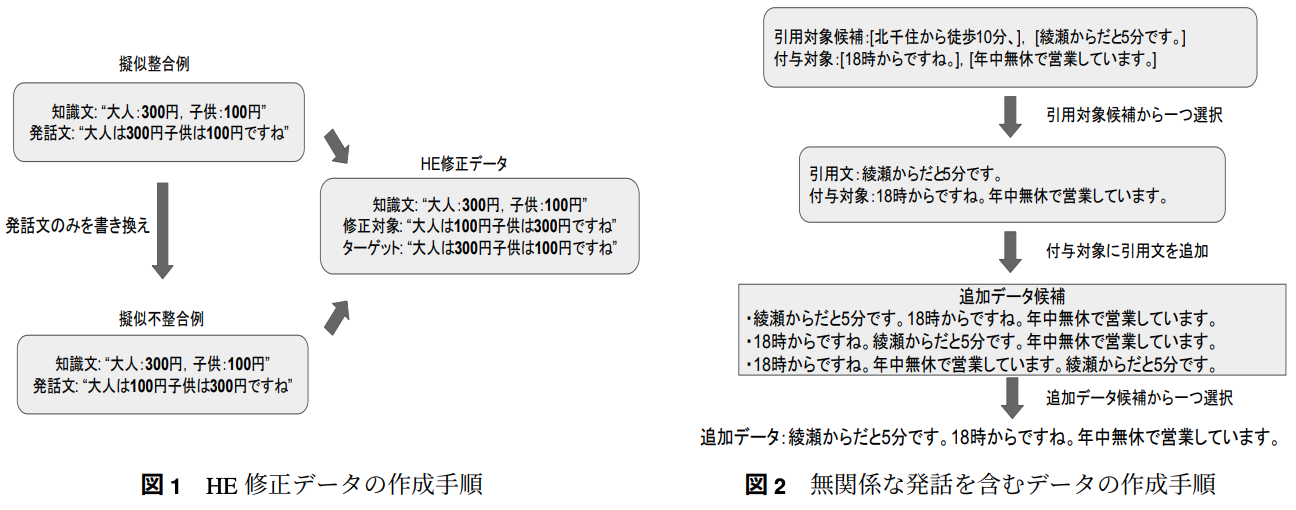 擬似整合例
知識文: “大人：300円，子供：100円”
発話文: “大人は300円子供は100円ですね”
発話文のみを書き換え
擬似不整合例
知識文: “大人：300円，子供：100円”
発話文: “大人は100円子供は300円ですね”
HE修正データ
知識文: “大人：300円，子供：100円”
修正対象: “大人は100円子供は300円ですね”
ターゲット: “大人は300円子供は100円ですね”
図 1 HE 修正データの作成手順
引用対象候補：[北千住から徒歩10分、]，[綾瀬からだと5分です。]
付与対象：[18時からですね。]，[年中無休で営業しています。]
引用対象候補から一つ選択
引用文：綾瀬からだと5分です。
付与対象：18時からですね。年中無休で営業しています。
付与対象に引用文を追加
追加データ候補
・綾瀬からだと5分です。18時からですね。年中無休で営業しています。
・18時からですね。綾瀬からだと5分です。年中無休で営業しています。
・18時からですね。年中無休で営業しています。綾瀬からだと5分です。
追加データ候補から一つ選択
追加データ：綾瀬からだと5分です。18時からですね。年中無休で営業しています。
図 2 無関係な発話を含むデータの作成手順